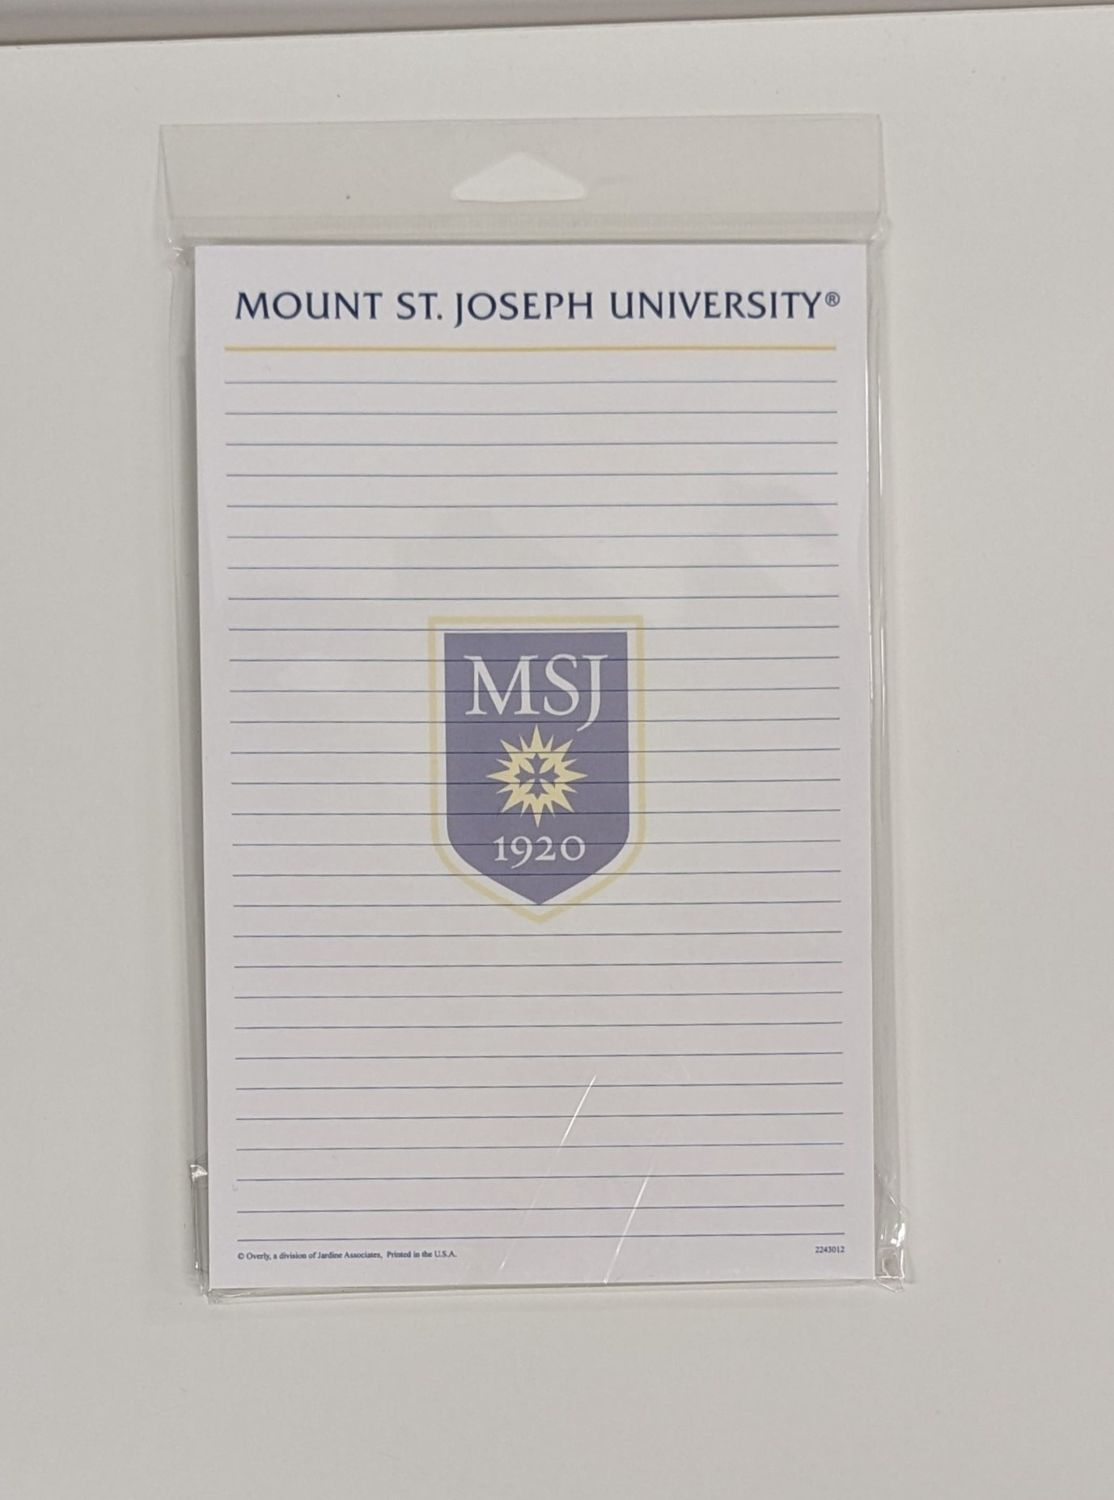 MOUNT ST. JOSEPH UNIVERSITY®
MSJ
1920
© Overly, a division of Jardine Associates, Printed in the U.S.A.
2243012